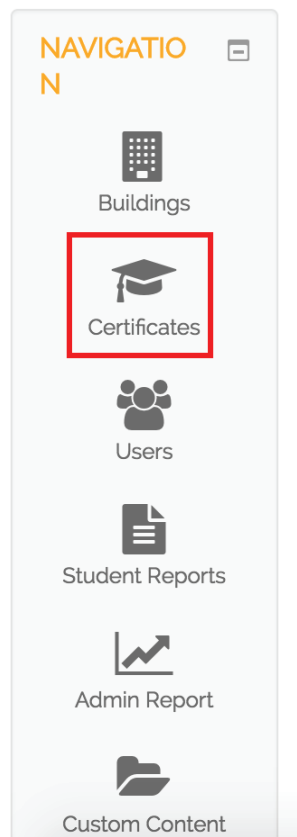 NAVIGATIO
N
Buildings
Certificates
Users
Student Reports
Admin Report
Custom Content